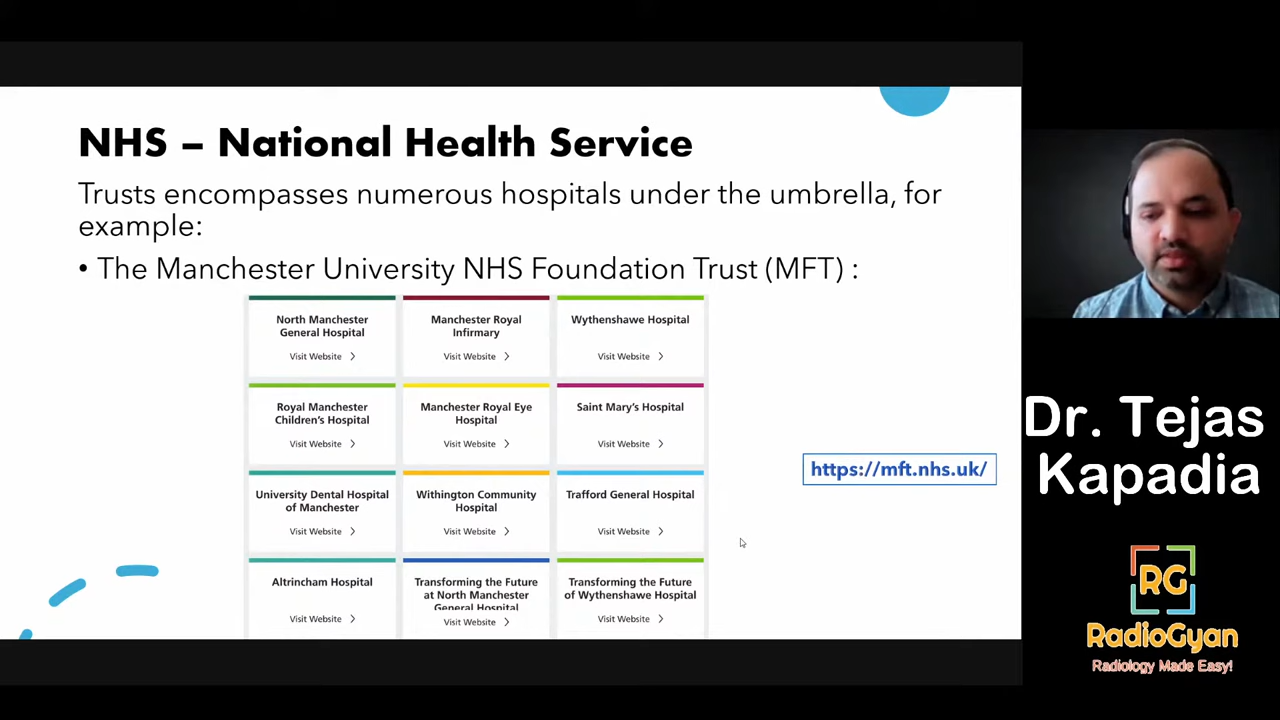 NHS – National Health Service
Trusts encompasses numerous hospitals under the umbrella, for
example:
• The Manchester University NHS Foundation Trust (MFT) :
North Manchester
General Hospital
Visit Website >
Manchester Royal
Infirmary
Visit Website >
Wythenshawe Hospital
Visit Website >
Royal Manchester
Children's Hospital
Visit Website >
Manchester Royal Eye
Hospital
Visit Website >
Saint Mary's Hospital
Visit Website >
University Dental Hospital
of Manchester
Visit Website >
Withington Community
Hospital
Visit Website >
Trafford General Hospital
Visit Website >
Altrincham Hospital
Visit Website >
Transforming the Future
at North Manchester
General Hospital
Visit Website >
Transforming the Future
of Wythenshawe Hospital
Visit Website >
https://mft.nhs.uk/
Dr. Tejas
Kapadia
RG
RadioGyan
Radiology Made Easy!